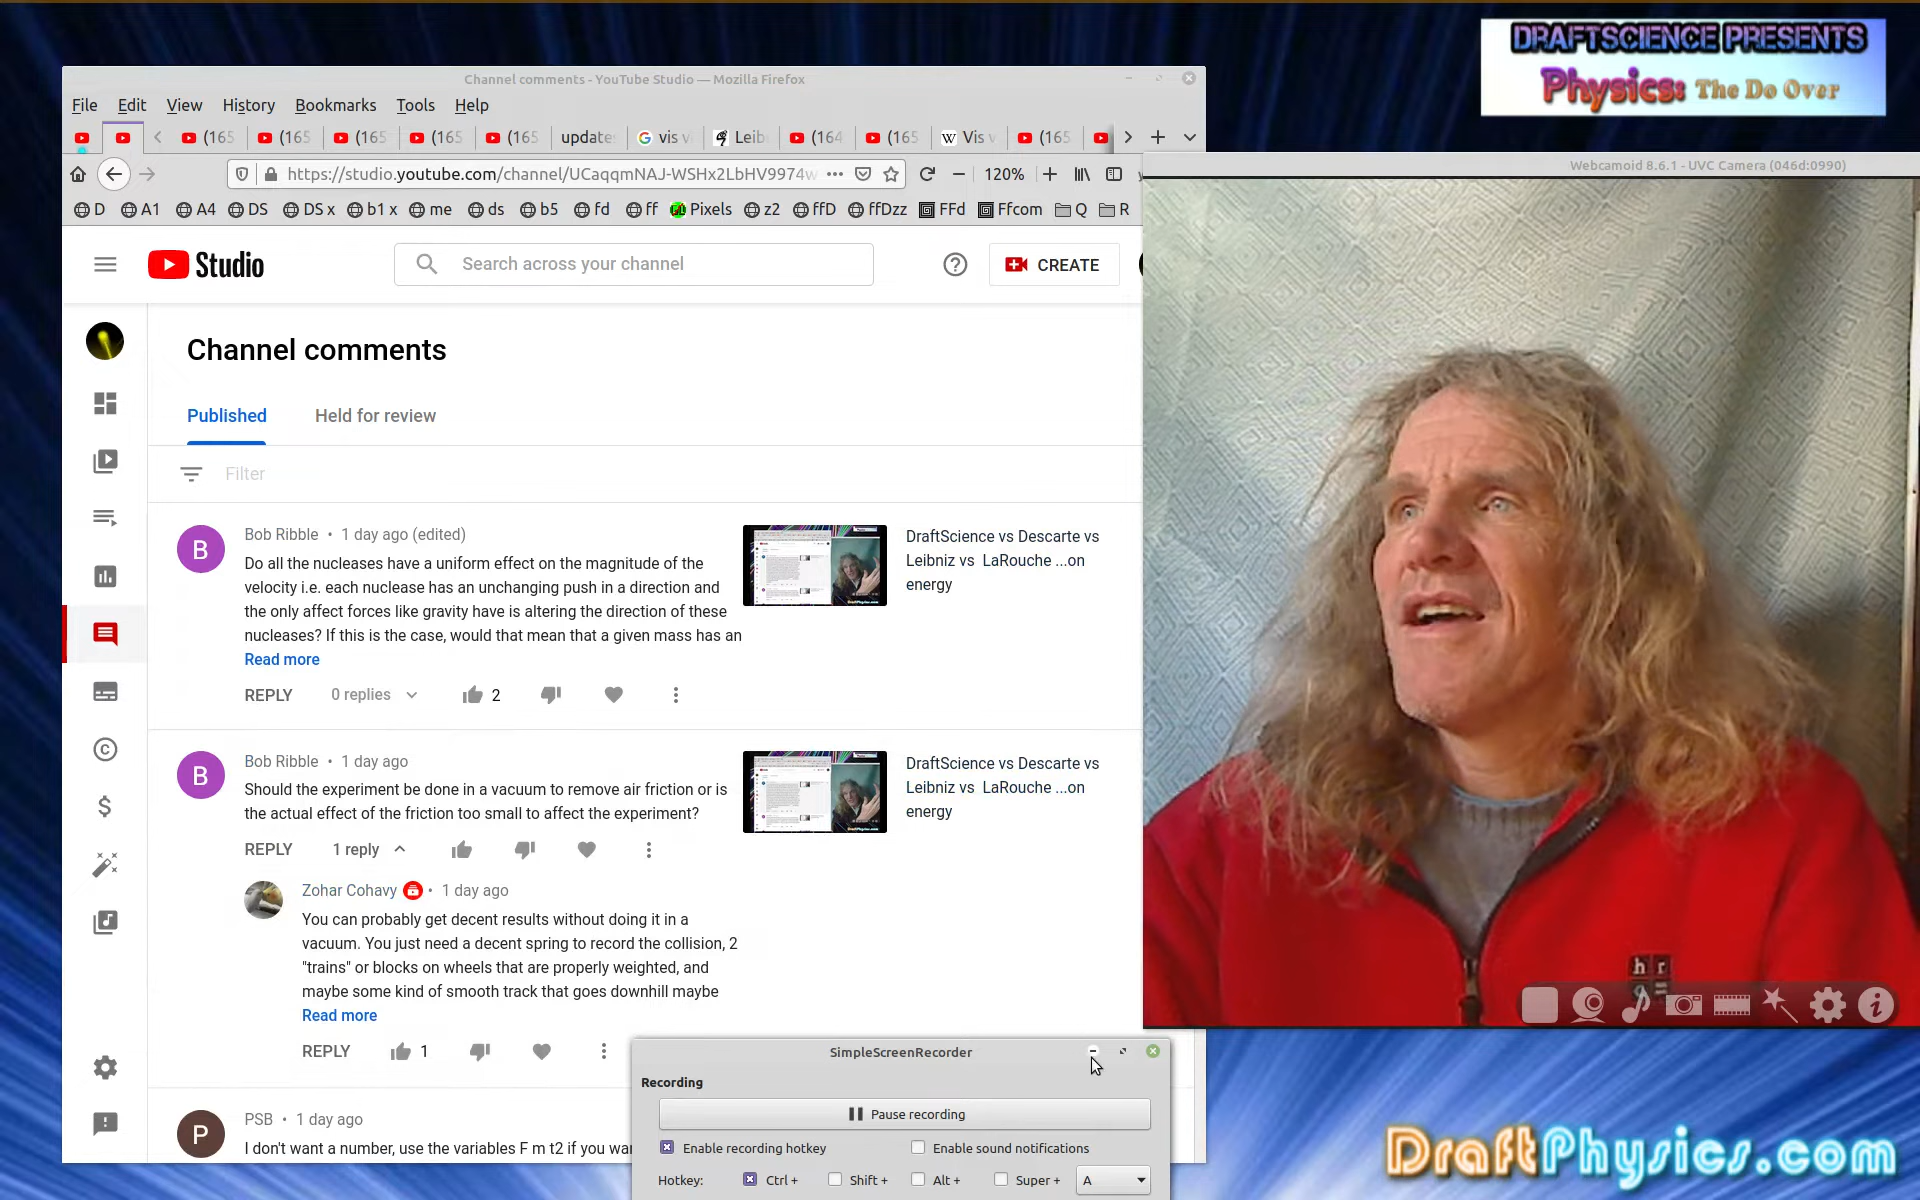 DRAFTSCIENCE PRESENTS
Physics: The Do Over
Channel comments - YouTube Studio — Mozilla Firefox
File Edit View History Bookmarks Tools Help
(165 (165 (165 (165 (165 update: vis v Leib (164 (165 Vis v (165
https://studio.youtube.com/channel/UCaqqmNAJ-WSHx2LbHV9974w 120%
D A1 A4 DS DS x b1 x me ds b5 fd ff Pixels z2 ffD ffDzz FFd Ffcom Q R
Webcamoid 8.6.1 - UVC Camera (046d:0990)
Studio
Search across your channel
CREATE
Channel comments
Published Held for review
Filter
B
Bob Ribble • 1 day ago (edited)
Do all the nucleases have a uniform effect on the magnitude of the
velocity i.e. each nuclease has an unchanging push in a direction and
the only affect forces like gravity have is altering the direction of these
nucleases? If this is the case, would that mean that a given mass has an
Read more
REPLY 0 replies 2
DraftScience vs Descarte vs
Leibniz vs LaRouche ...on
energy
B
Bob Ribble • 1 day ago
Should the experiment be done in a vacuum to remove air friction or is
the actual effect of the friction too small to affect the experiment?
REPLY 1 reply
DraftScience vs Descarte vs
Leibniz vs LaRouche ...on
energy
Zohar Cohavy • 1 day ago
You can probably get decent results without doing it in a
vacuum. You just need a decent spring to record the collision, 2
"trains" or blocks on wheels that are properly weighted, and
maybe some kind of smooth track that goes downhill maybe
Read more
REPLY 1
P
PSB • 1 day ago
I don't want a number, use the variables F m t2 if you wa
SimpleScreenRecorder
Recording
Pause recording
Enable recording hotkey Enable sound notifications
Hotkey: Ctrl + Shift + Alt + Super + A
h r
DraftPhysics.com